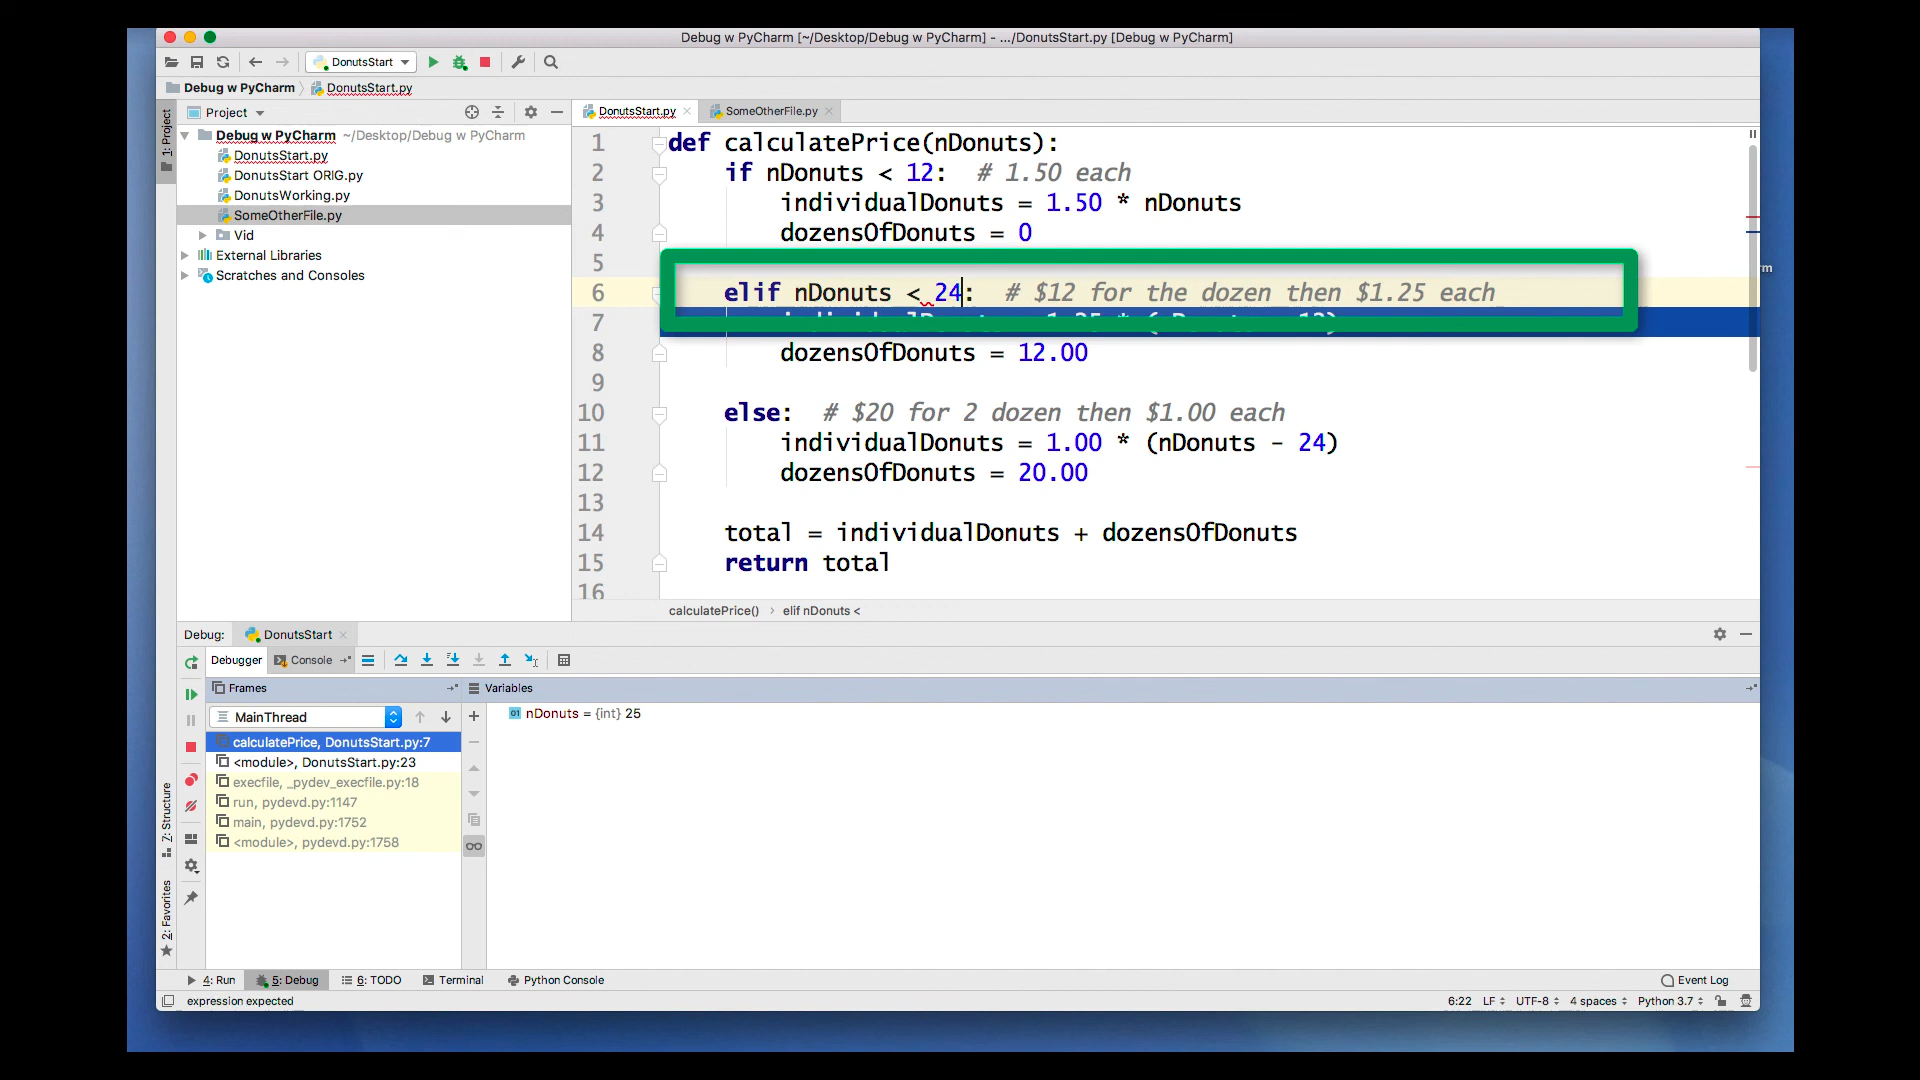 Debug w PyCharm [~/Desktop/Debug w PyCharm] - .../DonutsStart.py [Debug w PyCharm]
DonutsStart
Debug w PyCharm DonutsStart.py
1: Project
Project
Debug w PyCharm ~/Desktop/Debug w PyCharm
DonutsStart.py
DonutsStart ORIG.py
DonutsWorking.py
SomeOtherFile.py
Vid
External Libraries
Scratches and Consoles
DonutsStart.py SomeOtherFile.py
1 def calculatePrice(nDonuts):
2 if nDonuts < 12: # 1.50 each
3 individualDonuts = 1.50 * nDonuts
4 dozensOfDonuts = 0
5
6 elif nDonuts < 24: # $12 for the dozen then $1.25 each
7
8 dozensOfDonuts = 12.00
9
10 else: # $20 for 2 dozen then $1.00 each
11 individualDonuts = 1.00 * (nDonuts - 24)
12 dozensOfDonuts = 20.00
13
14 total = individualDonuts + dozensOfDonuts
15 return total
16
calculatePrice() › elif nDonuts <
rm
Debug: DonutsStart
Debugger Console
Frames
Variables
MainThread
nDonuts = {int} 25
calculatePrice, DonutsStart.py:7
<module>, DonutsStart.py:23
execfile, _pydev_execfile.py:18
run, pydevd.py:1147
main, pydevd.py:1752
<module>, pydevd.py:1758
7: Structure
2: Favorites
4: Run 5: Debug 6: TODO Terminal Python Console Event Log
expression expected 6:22 LF UTF-8 4 spaces Python 3.7